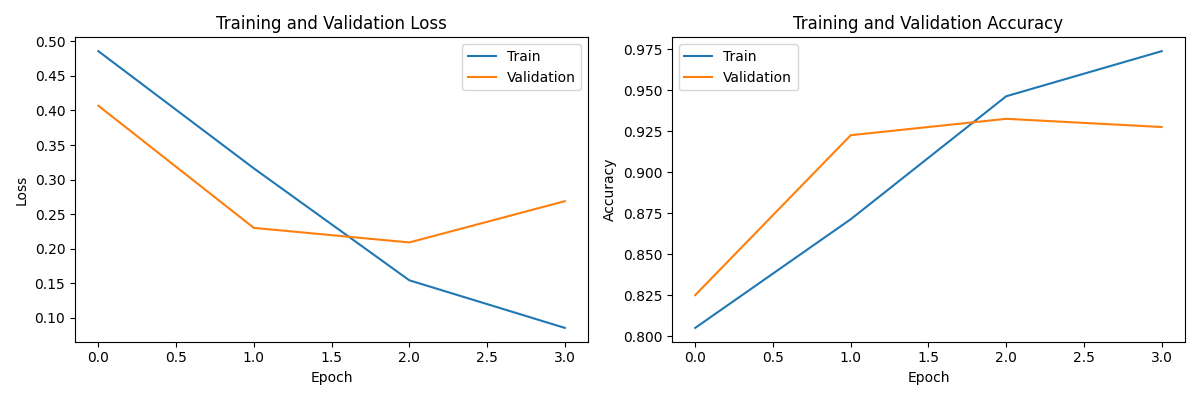 Training and Validation Loss
Train
Validation
0.50
0.45
0.40
0.35
0.30
0.25
0.20
0.15
0.10
Loss
0.0 0.5 1.0 1.5 2.0 2.5 3.0
Epoch
Training and Validation Accuracy
Train
Validation
0.975
0.950
0.925
0.900
0.875
0.850
0.825
0.800
Accuracy
0.0 0.5 1.0 1.5 2.0 2.5 3.0
Epoch